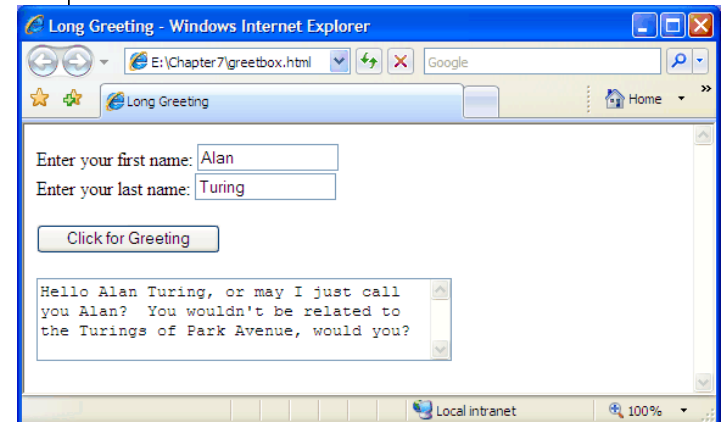 Long Greeting - Windows Internet Explorer
E:\Chapter7\greetbox.html
Google
Long Greeting
Home
»
Enter your first name: Alan
Enter your last name: Turing
Click for Greeting
Hello Alan Turing, or may I just call
you Alan?  You wouldn't be related to
the Turings of Park Avenue, would you?
Local intranet
100%